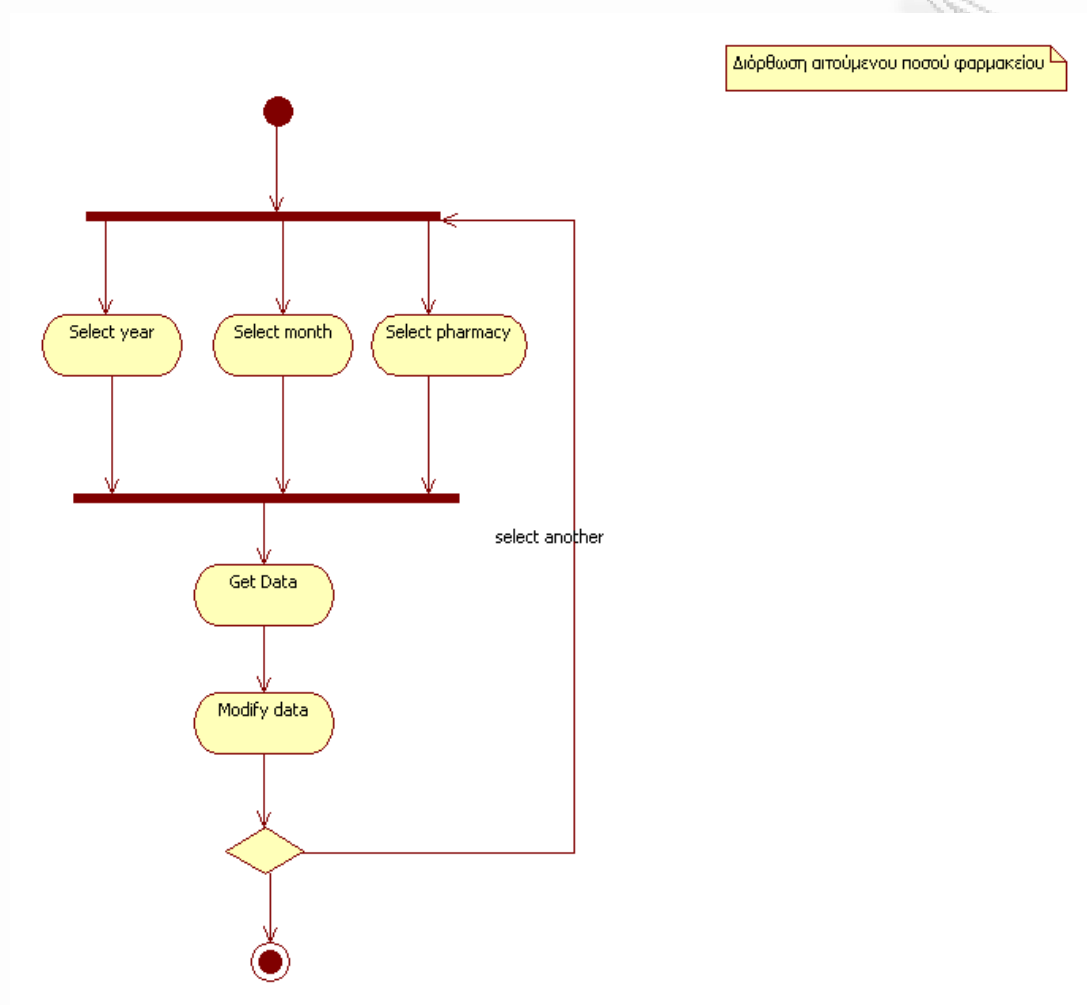 Διόρθωση αιτούμενου ποσού φαρμακείου
Select year
Select month
Select pharmacy
select another
Get Data
Modify data